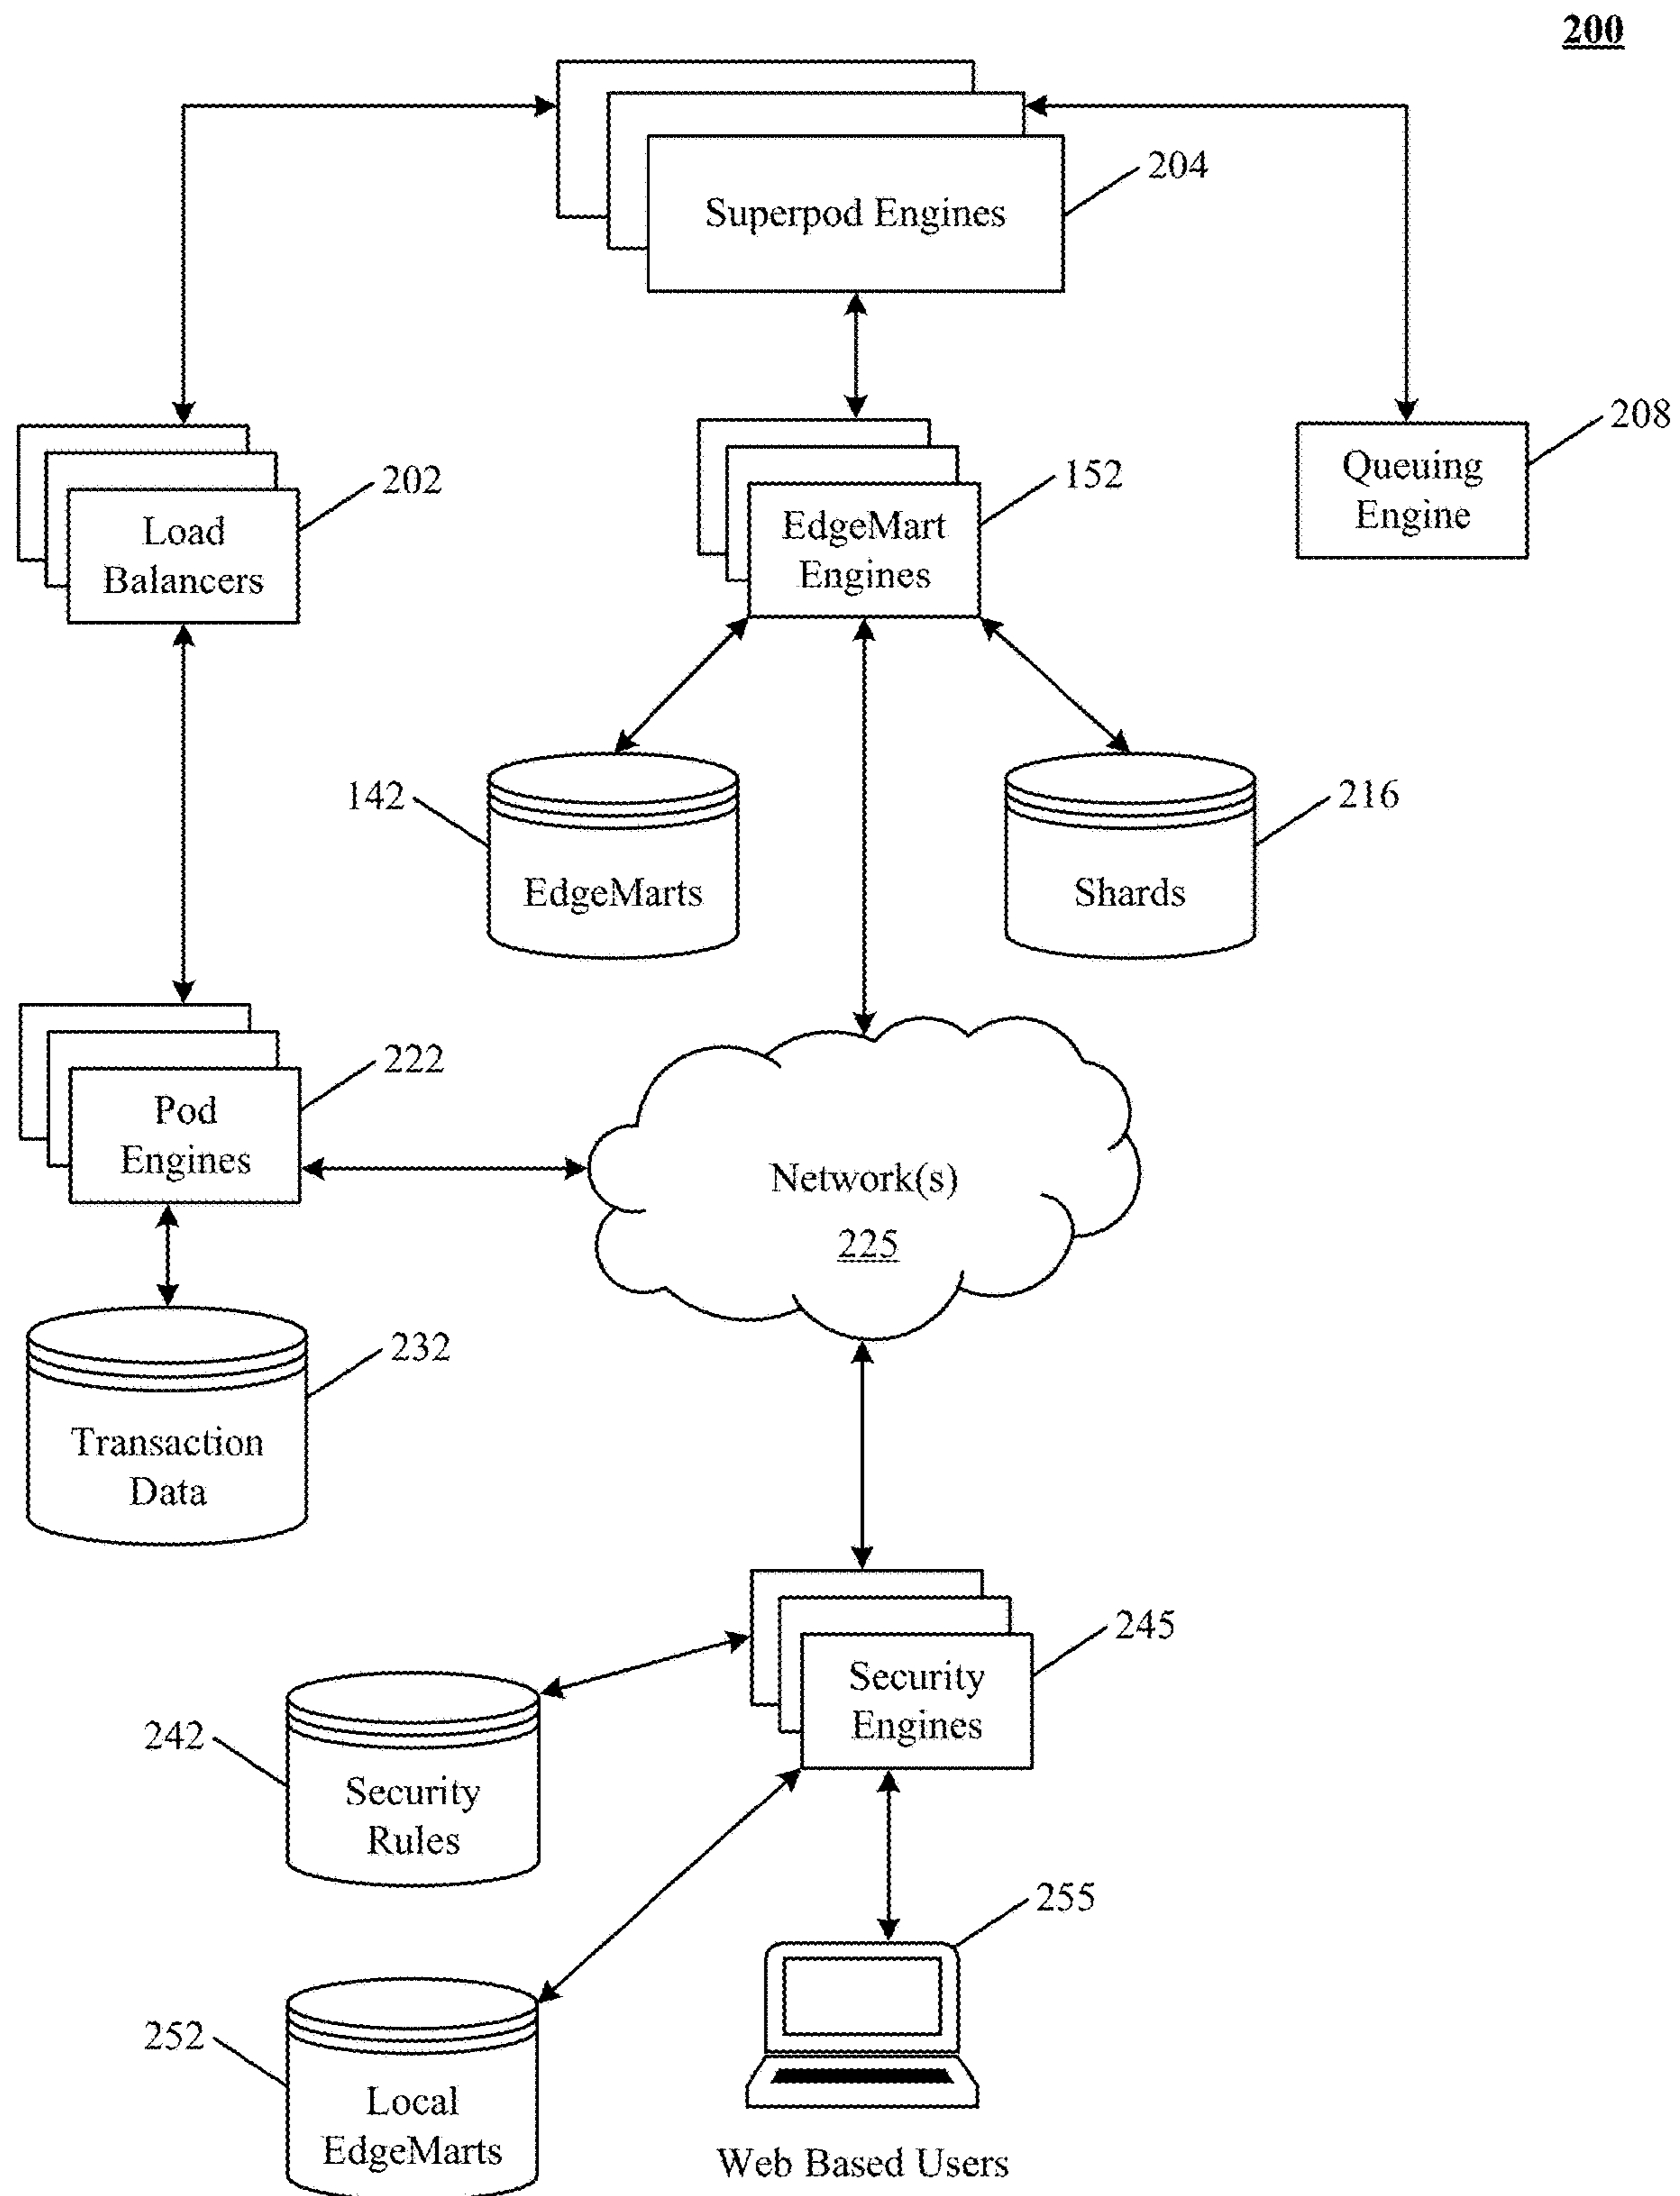 200
204
Superpod Engines
208
202
152
Queuing
Engine
Load
Balancers
EdgeMart
Engines
142
216
EdgeMarts
Shards
222
Pod
Engines
Network(s)
225
232
Transaction
Data
245
Security
Engines
242
Security
Rules
255
252
Local
EdgeMarts
Web Based Users